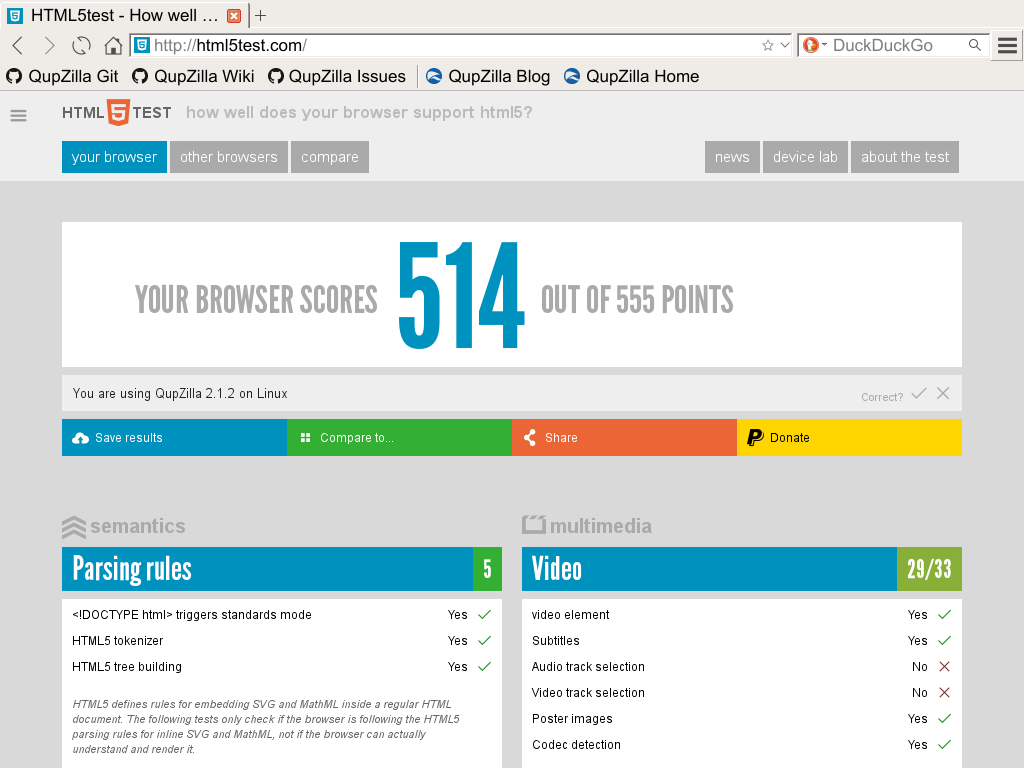 HTML5test - How well ...
http://html5test.com/
DuckDuckGo
QupZilla Git QupZilla Wiki QupZilla Issues QupZilla Blog QupZilla Home
HTML5TEST how well does your browser support html5?
your browser other browsers compare news device lab about the test
YOUR BROWSER SCORES 514 OUT OF 555 POINTS
You are using QupZilla 2.1.2 on Linux Correct?
Save results Compare to... Share Donate
semantics
Parsing rules 5
<!DOCTYPE html> triggers standards mode Yes
HTML5 tokenizer Yes
HTML5 tree building Yes
HTML5 defines rules for embedding SVG and MathML inside a regular HTML
document. The following tests only check if the browser is following the HTML5
parsing rules for inline SVG and MathML, not if the browser can actually
understand and render it.
multimedia
Video 29/33
video element Yes
Subtitles Yes
Audio track selection No
Video track selection No
Poster images Yes
Codec detection Yes